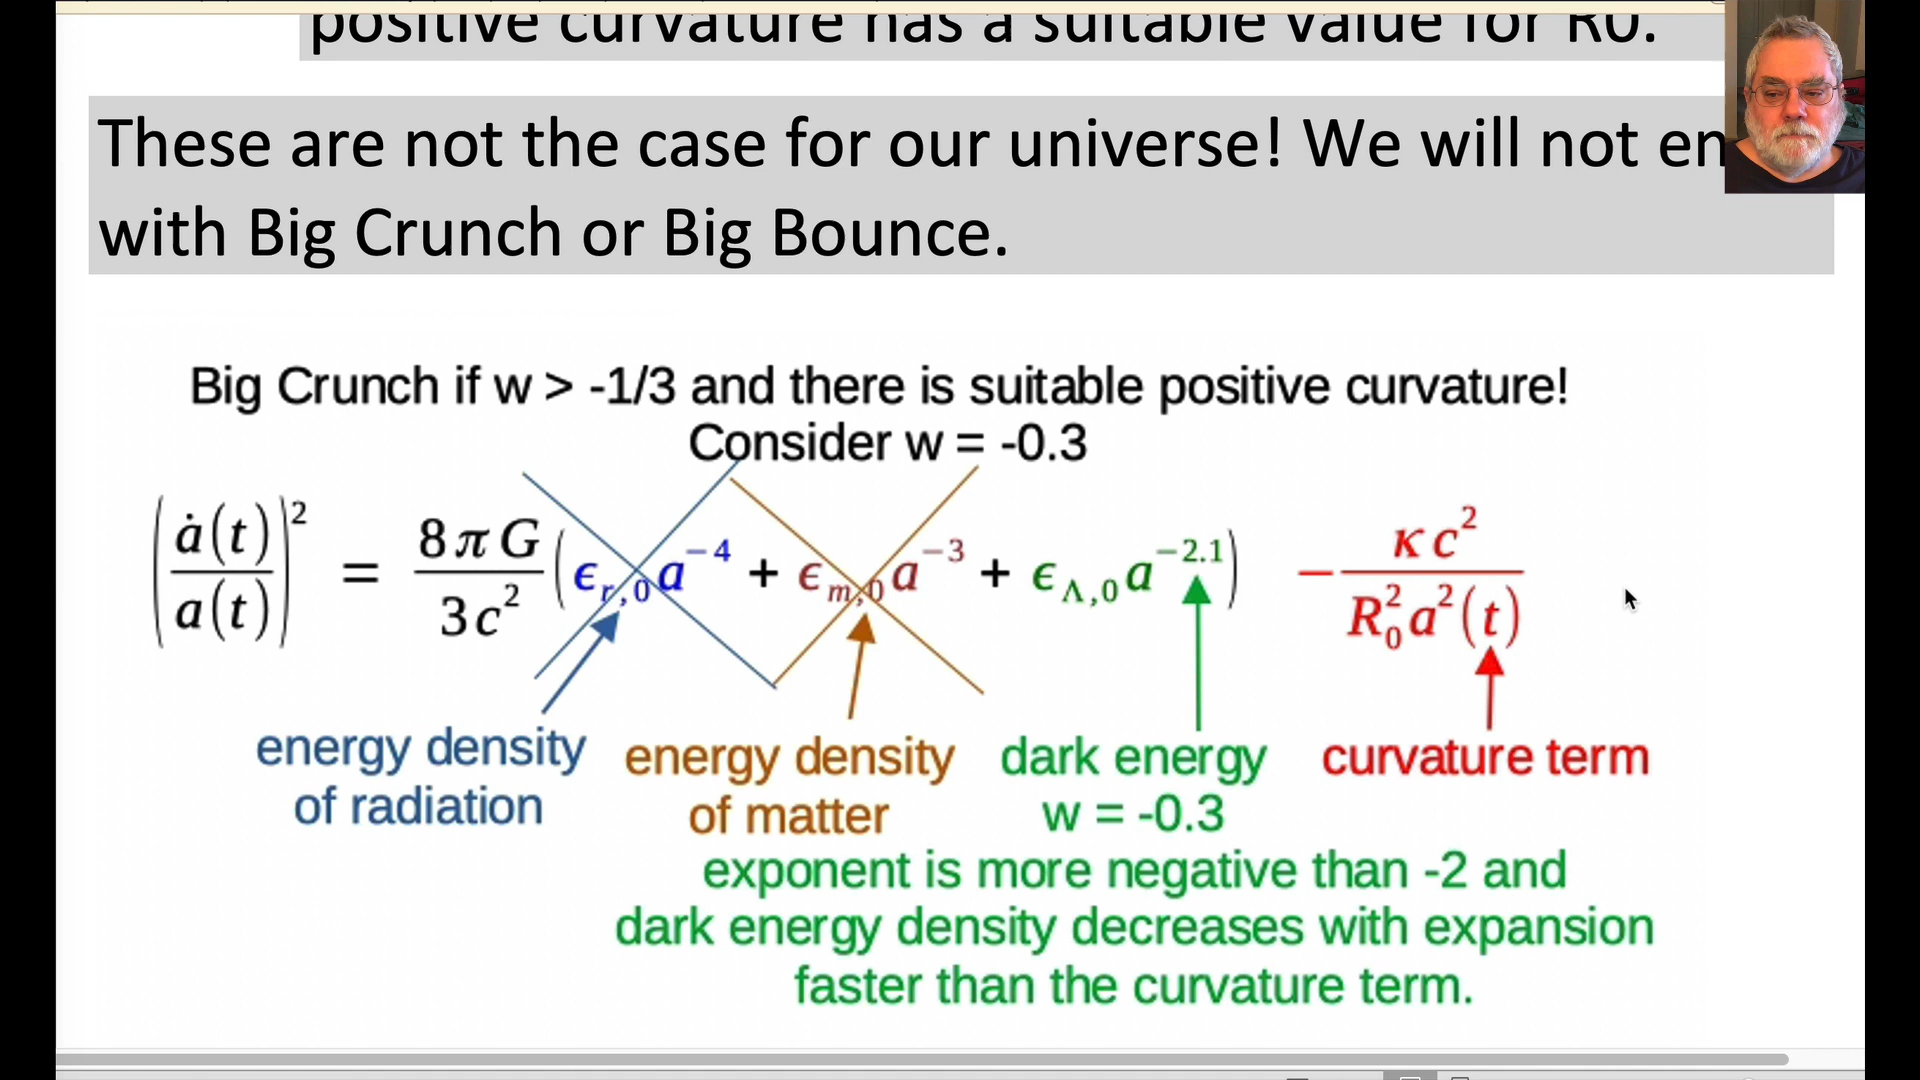 positive curvature has a suitable value for R0.
These are not the case for our universe! We will not en
with Big Crunch or Big Bounce.
Big Crunch if w > -1/3 and there is suitable positive curvature!
Consider w = -0.3
(ȧ(t)/a(t))² = 8πG/3c² (ϵr,0 a⁻⁴ + ϵm,0 a⁻³ + ϵΛ,0 a⁻²·¹) − κc²/R₀²a²(t)
energy density
of radiation
energy density
of matter
dark energy
w = -0.3
curvature term
exponent is more negative than -2 and
dark energy density decreases with expansion
faster than the curvature term.